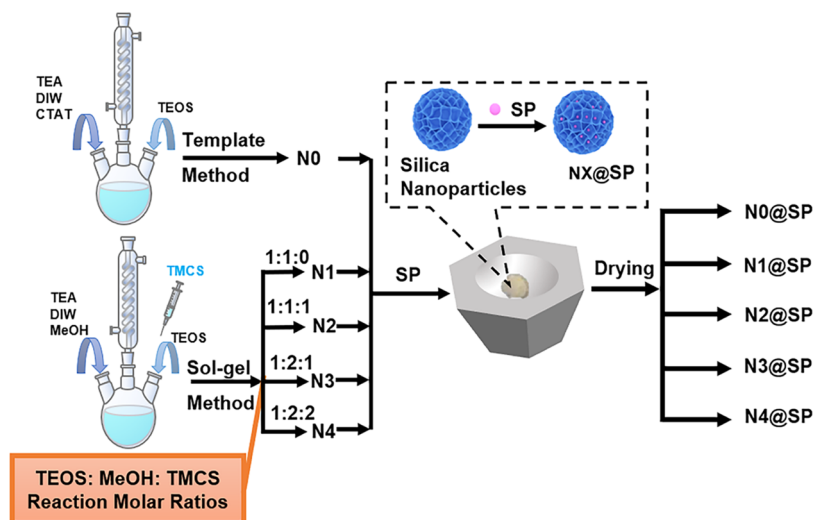 TEA
DIW
CTAT
TEOS
Template
Method
N0
SP
Silica
Nanoparticles
NX@SP
TMCS
TEA
DIW
MeOH
TEOS
Sol-gel
Method
1:1:0
N1
1:1:1
N2
1:2:1
N3
1:2:2
N4
SP
Drying
N0@SP
N1@SP
N2@SP
N3@SP
N4@SP
TEOS: MeOH: TMCS
Reaction Molar Ratios